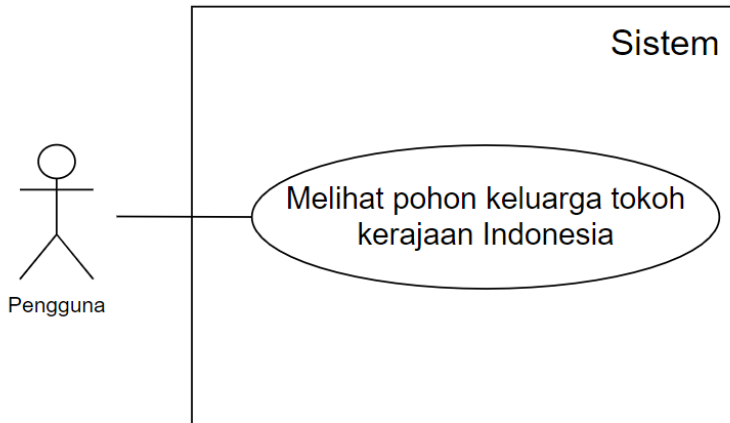 Sistem
Melihat pohon keluarga tokoh
kerajaan Indonesia
Pengguna